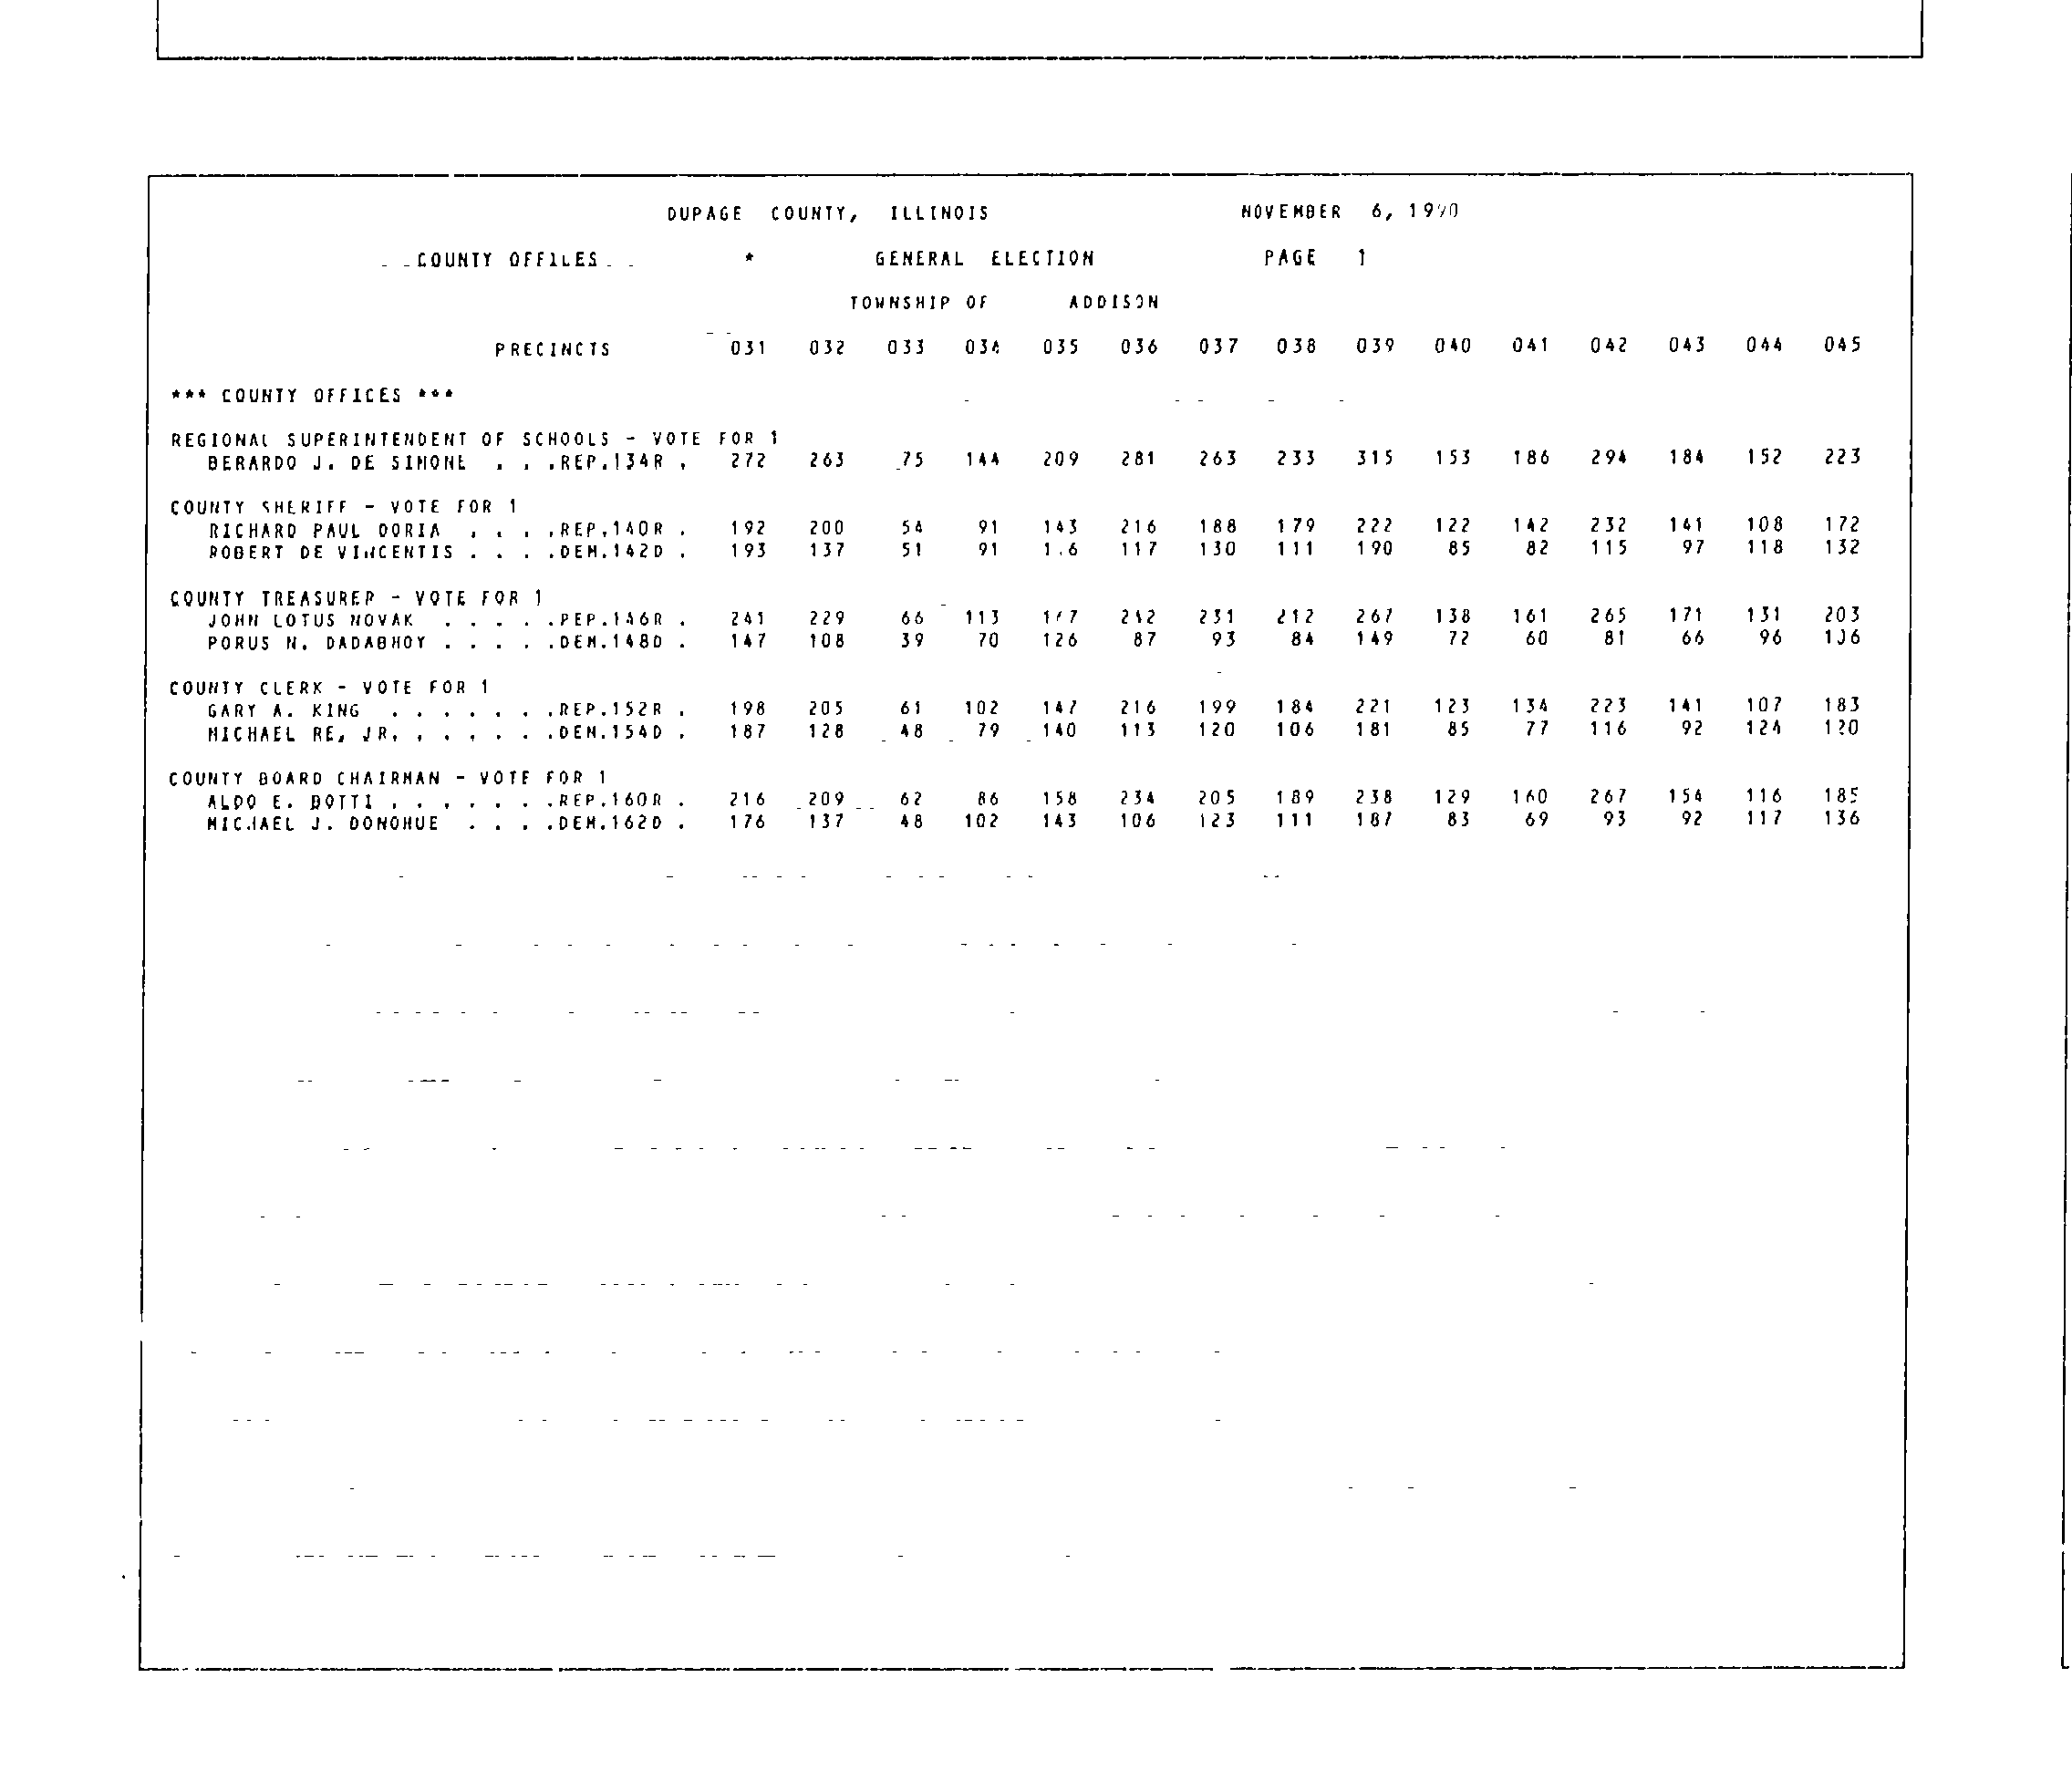 DUPAGE COUNTY, ILLINOIS NOVEMBER 6, 1990
COUNTY OFFICES * GENERAL ELECTION PAGE 1
TOWNSHIP OF ADDISON
PRECINCTS 031 032 033 034 035 036 037 038 039 040 041 042 043 044 045
*** COUNTY OFFICES ***
REGIONAL SUPERINTENDENT OF SCHOOLS - VOTE FOR 1
BERARDO J. DE SIMONE . . .REP.134R . 272 263 75 144 209 281 263 233 315 153 186 294 184 152 223
COUNTY SHERIFF - VOTE FOR 1
RICHARD PAUL DORIA . . . .REP.140R . 192 200 54 91 143 216 188 179 222 122 142 232 141 108 172
ROBERT DE VINCENTIS . . . .DEM.142D . 193 137 51 91 117 130 111 190 85 82 115 97 118 132
COUNTY TREASURER - VOTE FOR 1
JOHN LOTUS NOVAK . . . . .REP.146R . 241 229 66 113 242 231 212 267 138 161 265 171 131 203
PORUS N. DADABHOY . . . . .DEM.148D . 147 108 39 70 126 87 93 84 149 72 60 81 66 96
COUNTY CLERK - VOTE FOR 1
GARY A. KING . . . . . . .REP.152R . 198 205 61 102 147 216 199 184 221 123 134 223 141 107 183
MICHAEL RE, JR. . . . . . .DEM.154D . 187 128 48 79 140 113 120 106 181 85 77 116 92 124 120
COUNTY BOARD CHAIRMAN - VOTE FOR 1
ALDO E. BOTTI . . . . . . .REP.160R . 216 209 62 86 158 234 205 189 238 129 160 267 154 116 185
MICHAEL J. DONOHUE . . . .DEM.162D . 176 137 48 102 143 106 123 111 187 83 69 93 92 117 136